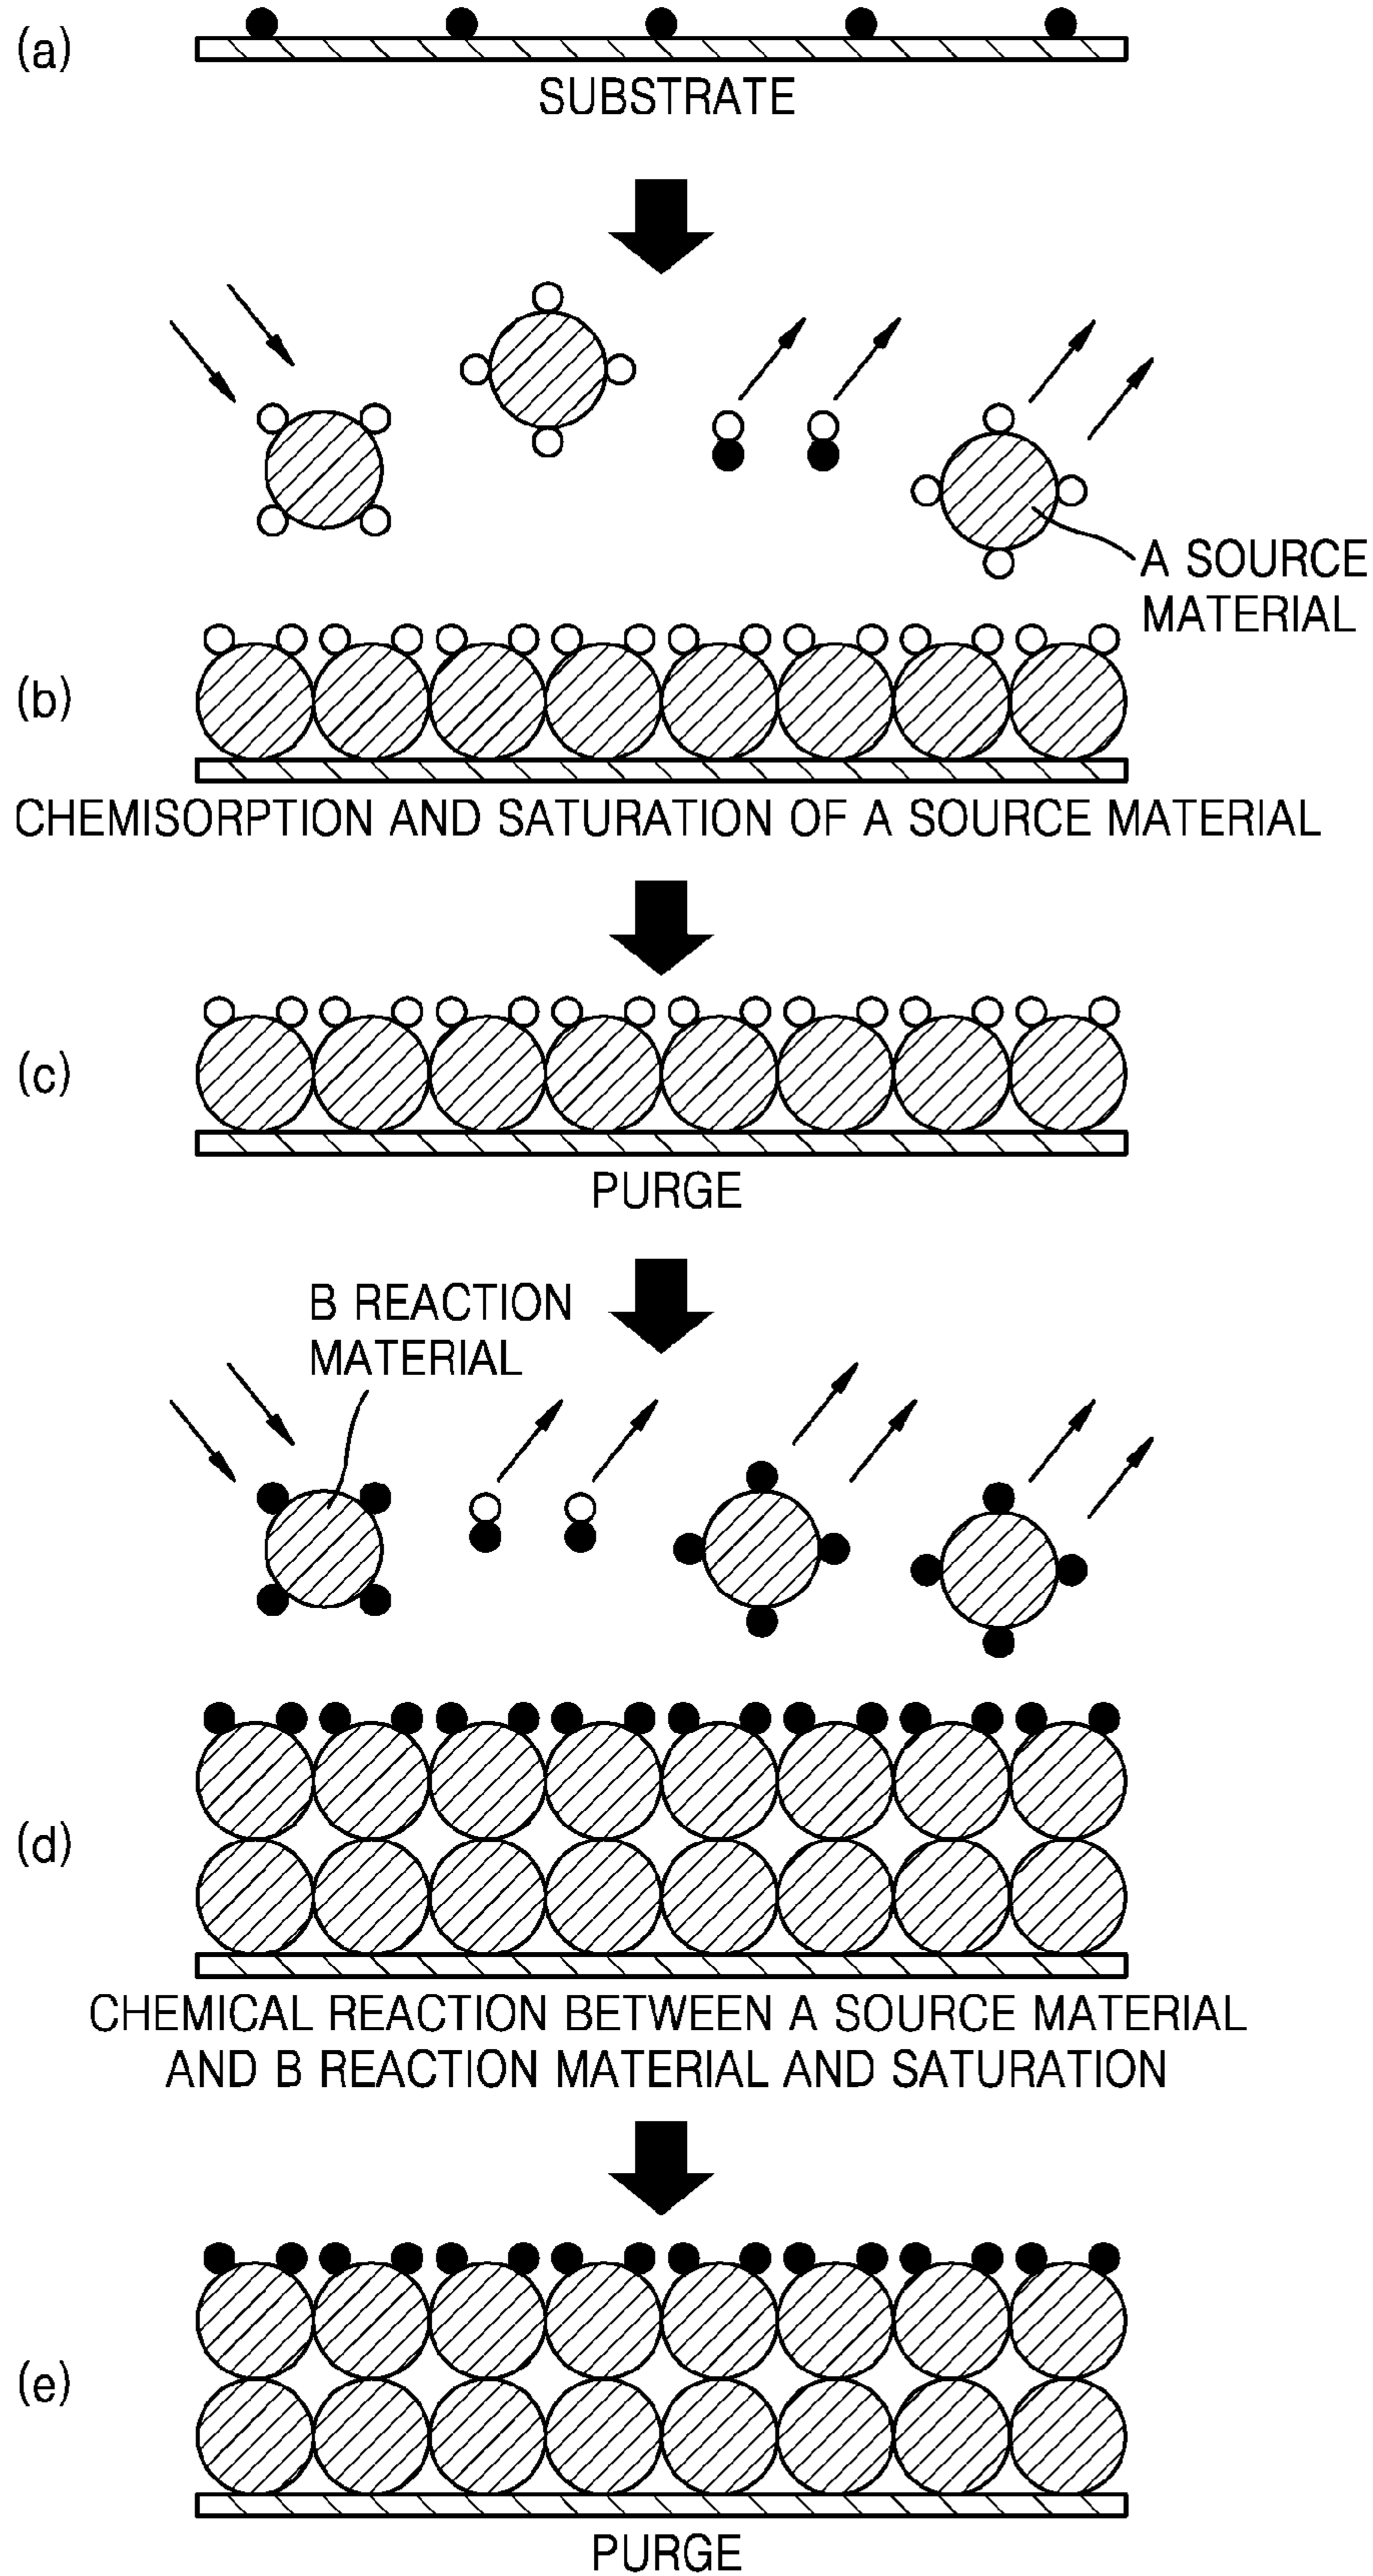 (a)
SUBSTRATE
A SOURCE
MATERIAL
(b)
CHEMISORPTION AND SATURATION OF A SOURCE MATERIAL
(c)
PURGE
B REACTION
MATERIAL
(d)
CHEMICAL REACTION BETWEEN A SOURCE MATERIAL
AND B REACTION MATERIAL AND SATURATION
(e)
PURGE